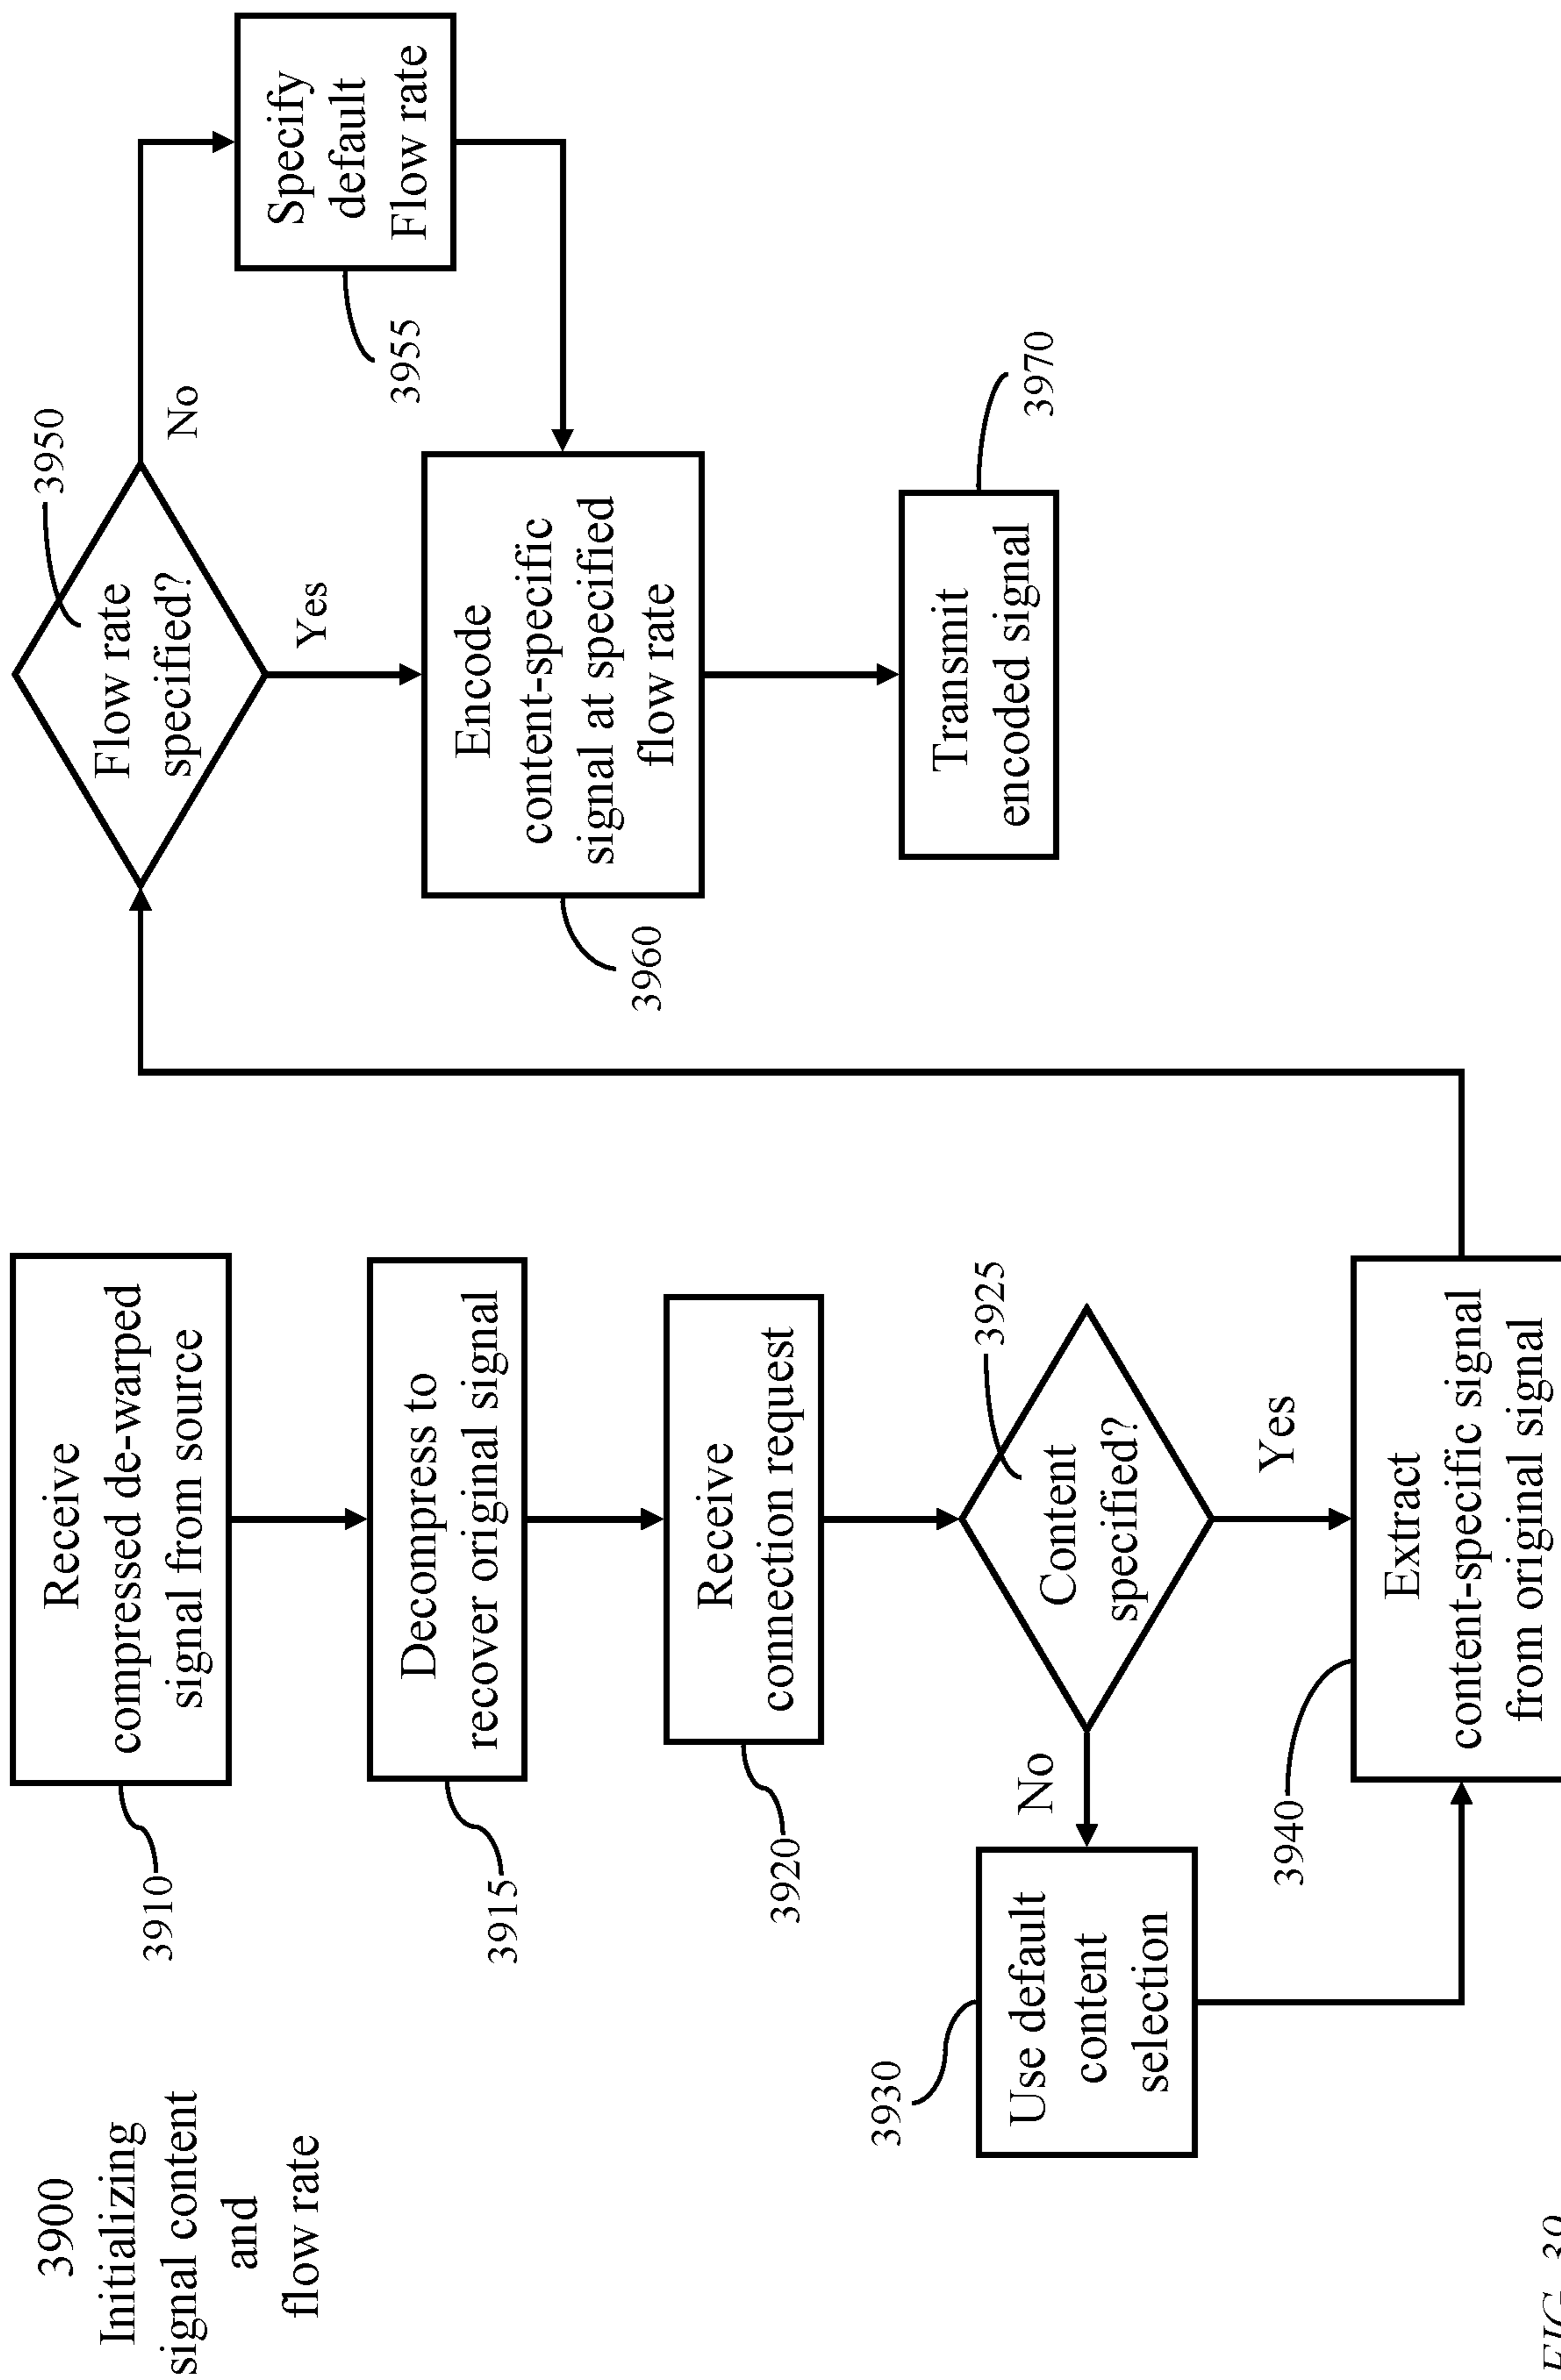 3900
Initializing
signal content
and
flow rate
3910
Receive
compressed de-warped
signal from source
3915
Decompress to
recover original signal
3920
Receive
connection request
3925
Content
specified?
No
Yes
3930
Use default
content
selection
3940
Extract
content-specific signal
from original signal
3950
Flow rate
specified?
No
Yes
3955
Specify
default
Flow rate
3960
Encode
content-specific
signal at specified
flow rate
3970
Transmit
encoded signal
FIG. 39